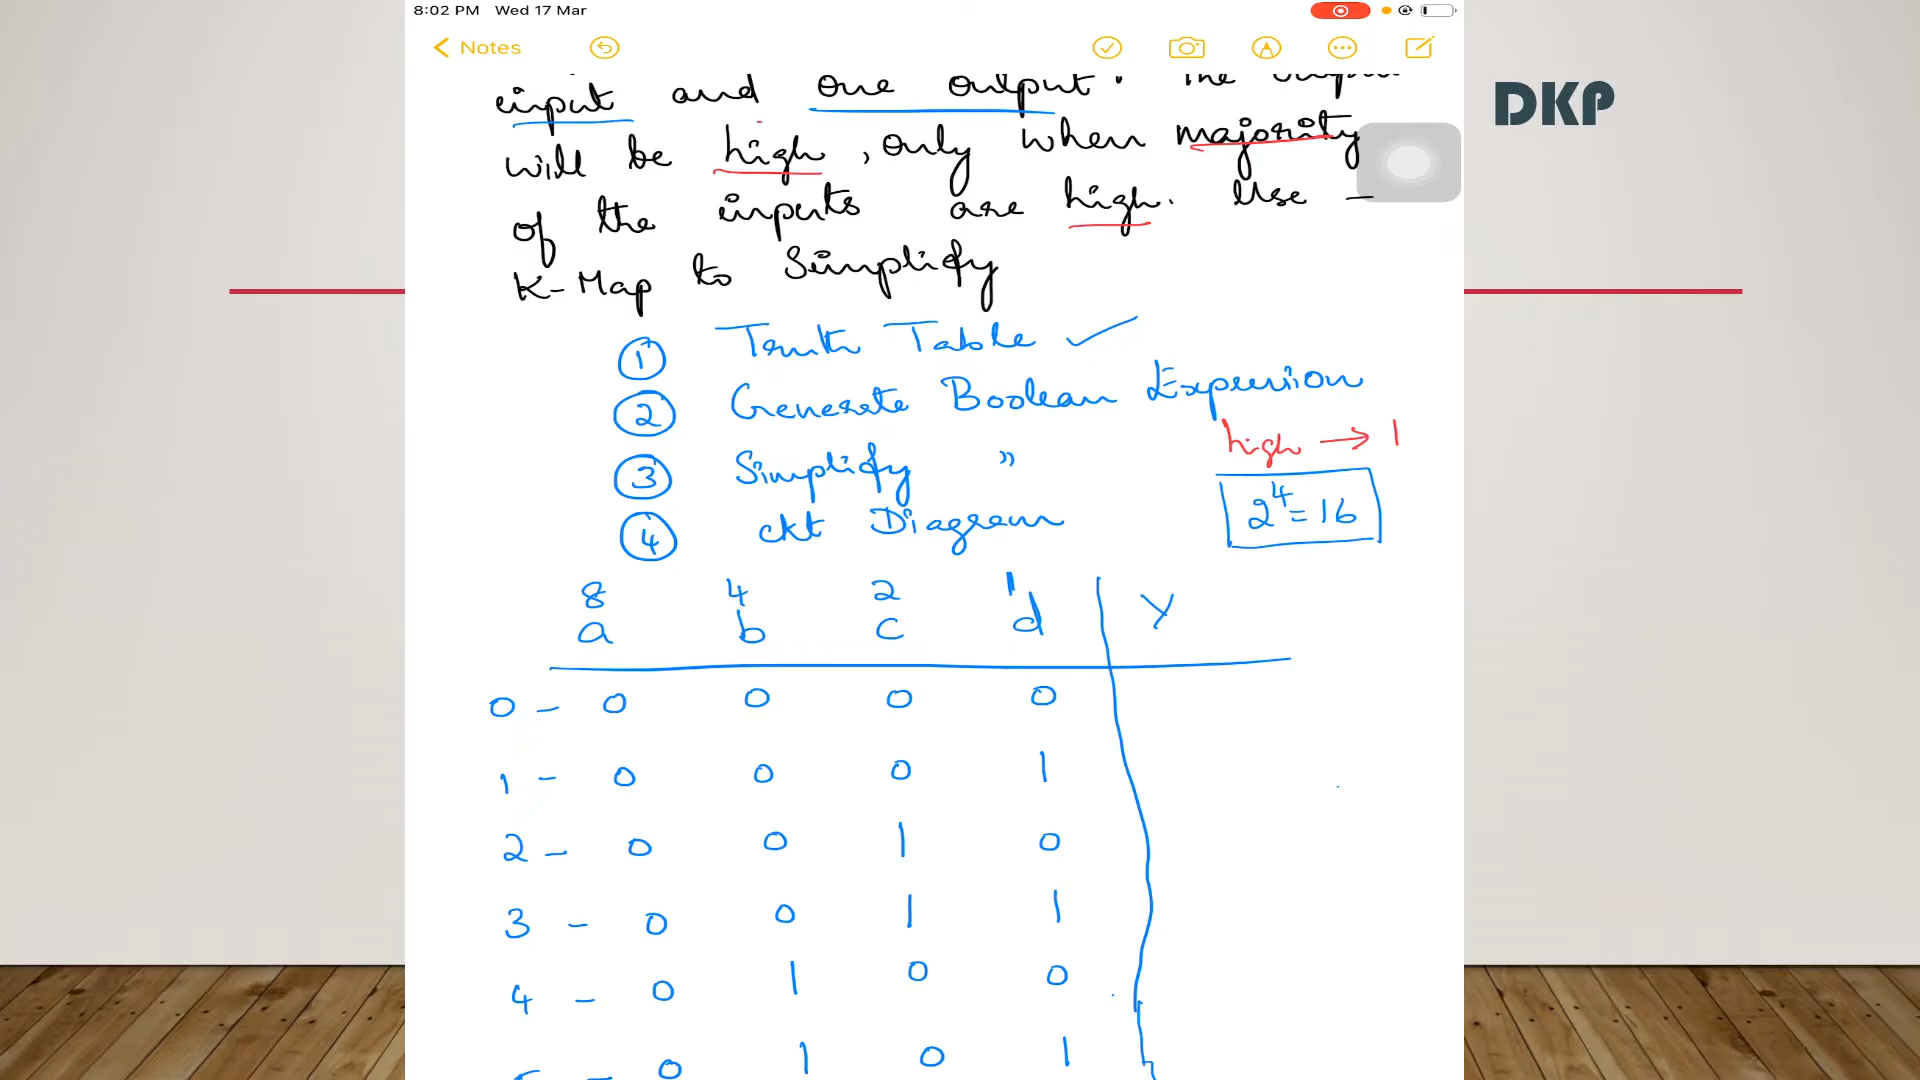 8:02 PM Wed 17 Mar
Notes
DKP
input and one output. The
will be high, only when majority
of the inputs are high. Use -
K-Map to Simplify
1 Truth Table ✓
2 Generate Boolean Expression
high → 1
3 Simplify "
2⁴ = 16
4 ckt Diagram
8 4 2 1
a b c d Y
0 - 0 0 0 0
1 - 0 0 0 1
2 - 0 0 1 0
3 - 0 0 1 1
4 - 0 1 0 0
0 1 0 1